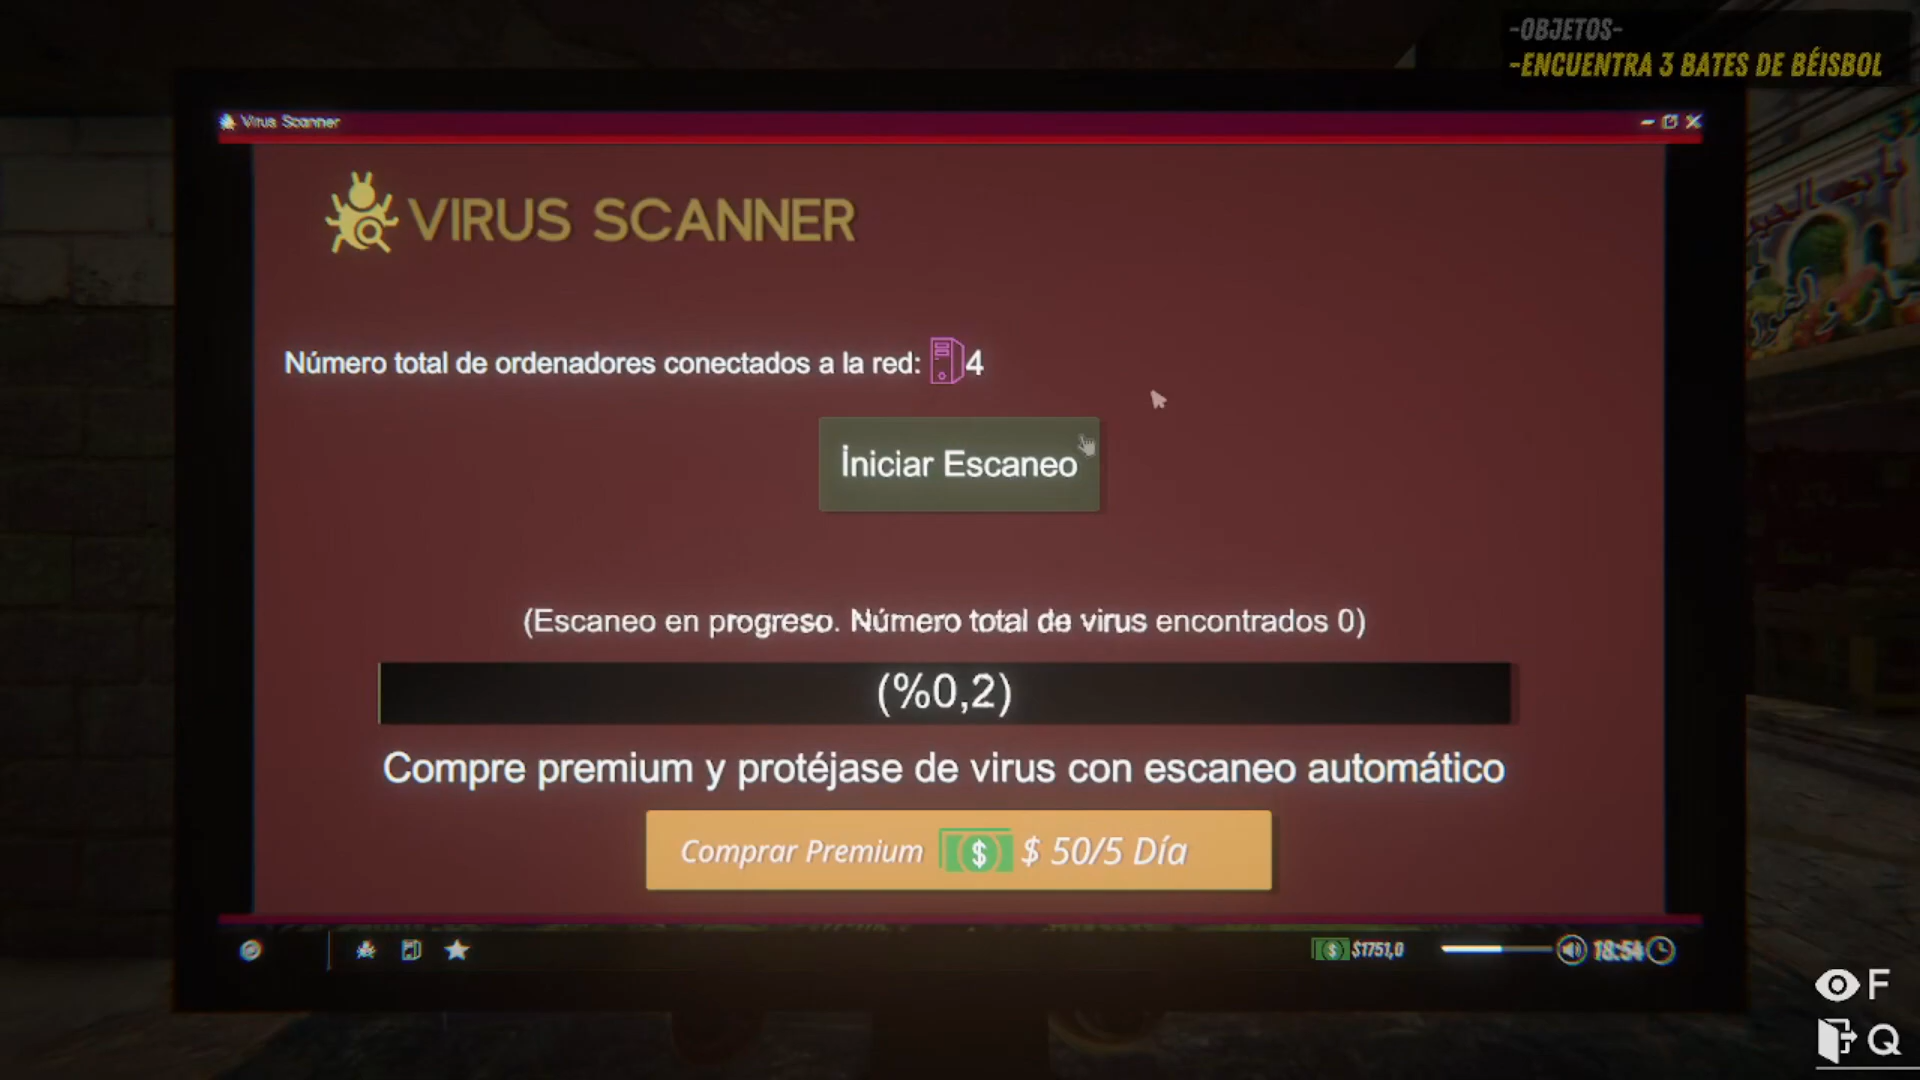 -OBJETOS-
-ENCUENTRA 3 BATES DE BÉISBOL
Virus Scanner
VIRUS SCANNER
Número total de ordenadores conectados a la red: 4
İniciar Escaneo
(Escaneo en progreso. Número total de virus encontrados 0)
(%0,2)
Compre premium y protéjase de virus con escaneo automático
Comprar Premium $ $ 50/5 Día
$ $1751,0 18:54
F
Q